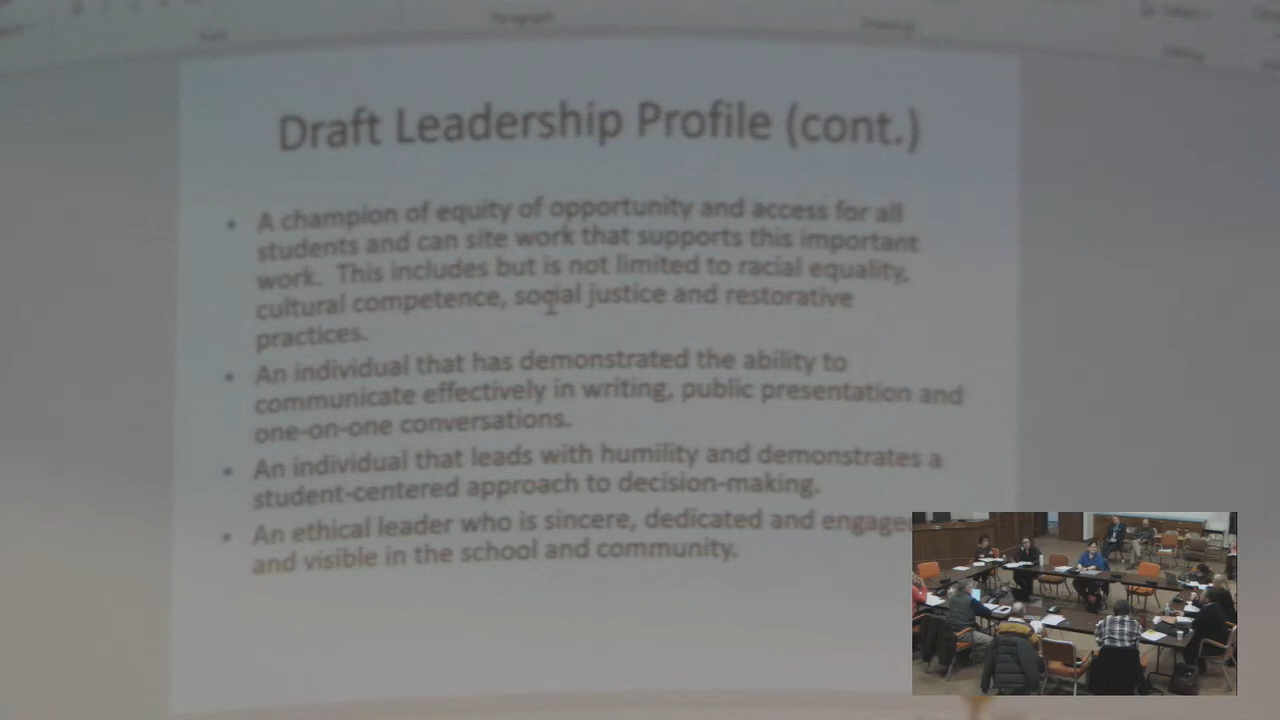 Paragraph
Drawing
Draft Leadership Profile (cont.)
• A champion of equity of opportunity and access for all
students and can site work that supports this important
work. This includes but is not limited to racial equality,
cultural competence, social justice and restorative
practices.
• An individual that has demonstrated the ability to
communicate effectively in writing, public presentation and
one-on-one conversations.
• An individual that leads with humility and demonstrates a
student-centered approach to decision-making.
• An ethical leader who is sincere, dedicated and
and visible in the school and community.